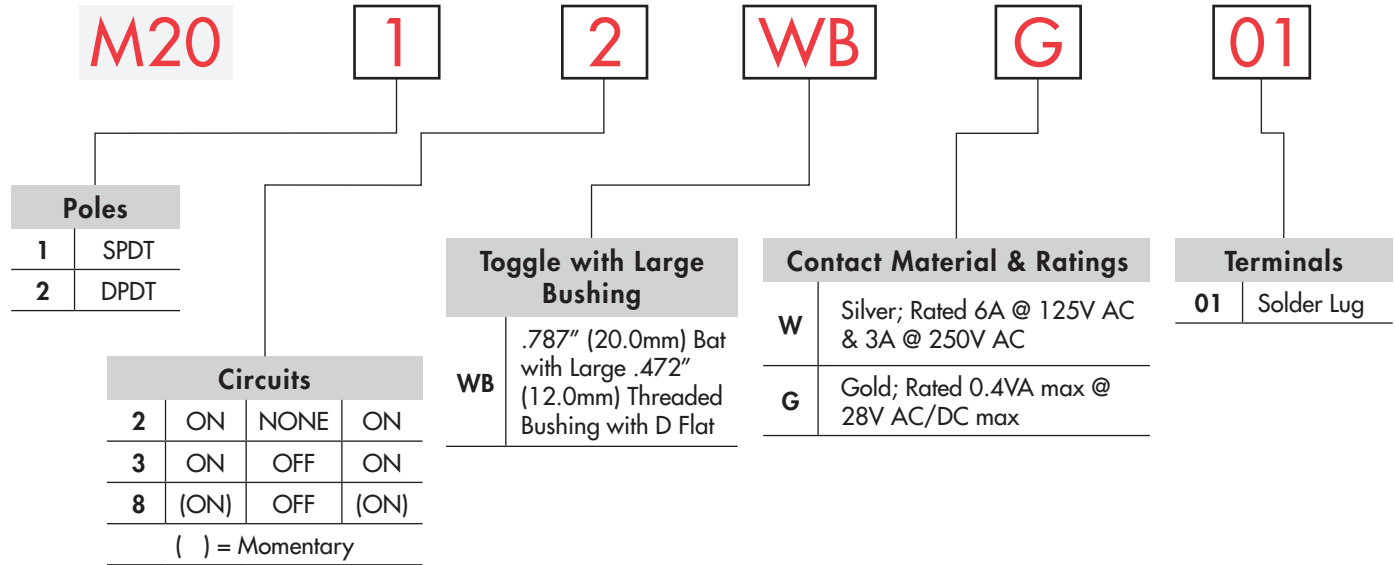 M20 1 2 WB G 01
Poles
1 SPDT
2 DPDT
Circuits
2 ON NONE ON
3 ON OFF ON
8 (ON) OFF (ON)
( ) = Momentary
Toggle with Large
Bushing
WB
.787” (20.0mm) Bat
with Large .472”
(12.0mm) Threaded
Bushing with D Flat
Contact Material & Ratings
W
Silver; Rated 6A @ 125V AC
& 3A @ 250V AC
G
Gold; Rated 0.4VA max @
28V AC/DC max
Terminals
01 Solder Lug